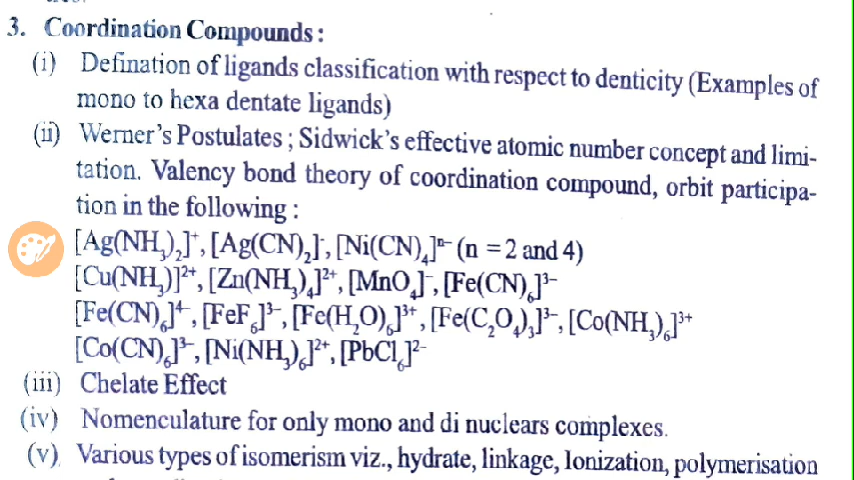 3. Coordination Compounds :
(i) Defination of ligands classification with respect to denticity (Examples of
mono to hexa dentate ligands)
(ii) Werner's Postulates ; Sidwick's effective atomic number concept and limi-
tation. Valency bond theory of coordination compound, orbit participa-
tion in the following :
[Ag(NH₃)₂]⁺, [Ag(CN)₂]⁻, [Ni(CN)₄]ⁿ⁻ (n = 2 and 4)
[Cu(NH₃)]²⁺, [Zn(NH₃)₄]²⁺, [MnO₄]⁻, [Fe(CN)₆]³⁻
[Fe(CN)₆]⁴⁻, [FeF₆]³⁻, [Fe(H₂O)₆]³⁺, [Fe(C₂O₄)₃]³⁻, [Co(NH₃)₆]³⁺
[Co(CN)₆]³⁻, [Ni(NH₃)₆]²⁺, [PbCl₆]²⁻
(iii) Chelate Effect
(iv) Nomenculature for only mono and di nuclears complexes.
(v) Various types of isomerism viz., hydrate, linkage, Ionization, polymerisation